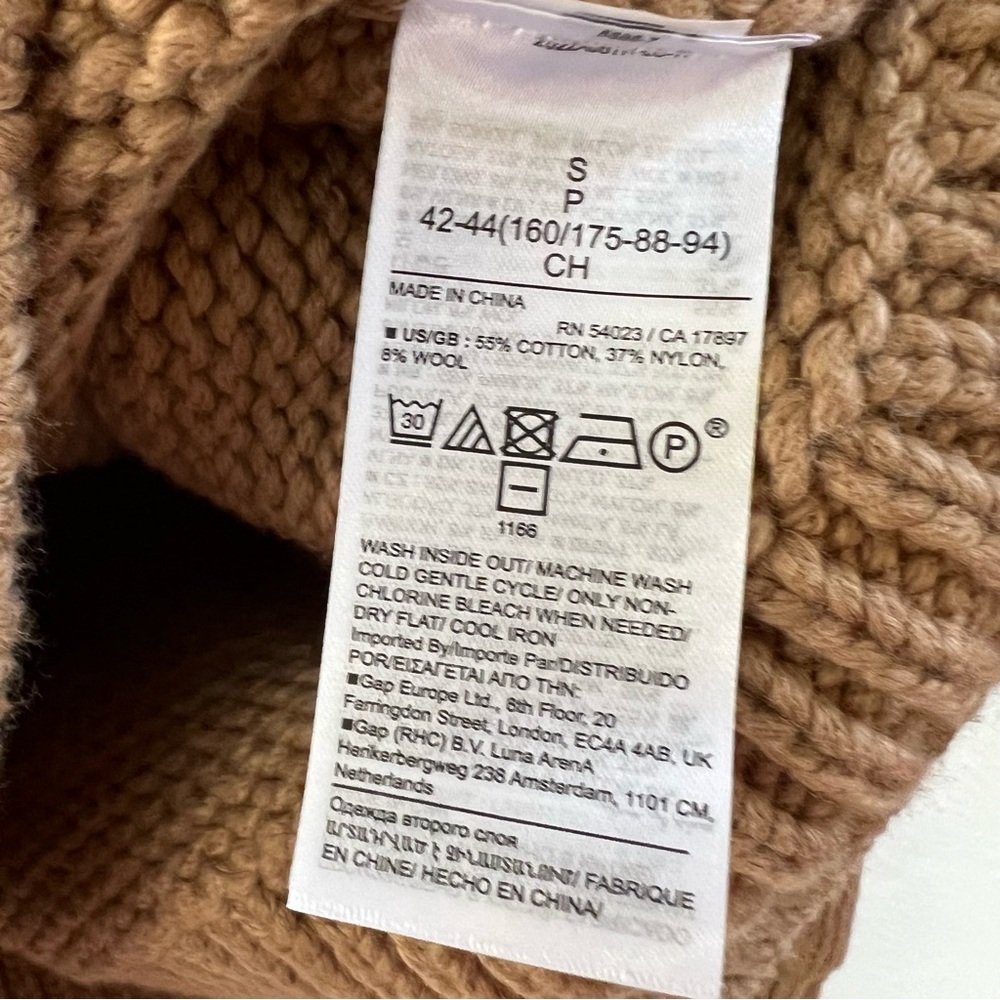 S
P
42-44(160/175-88-94)
CH
MADE IN CHINA
RN 54023 / CA 17897
■ US/GB : 55% COTTON, 37% NYLON,
8% WOOL
30
P ®
1166
WASH INSIDE OUT/ MACHINE WASH
COLD GENTLE CYCLE/ ONLY NON-
CHLORINE BLEACH WHEN NEEDED/
DRY FLAT/ COOL IRON
Imported By/Importe Par/DISTRIBUIDO
POR/ΕΙΣΑΓΕΤΑΙ ΑΠΟ ΤΗΝ:
■Gap Europe Ltd., 6th Floor, 20
Farringdon Street, London, EC4A 4AB, UK
■Gap (RHC) B.V. Luna ArenA
Herikerbergweg 238 Amsterdam, 1101 CM,
Netherlands
Одежда второго слоя
ԱՐՏԱԴՐՎԱԾ Է ՉԻՆԱՍՏԱՆՈՒՄ/ FABRIQUE
EN CHINE/ HECHO EN CHINA/